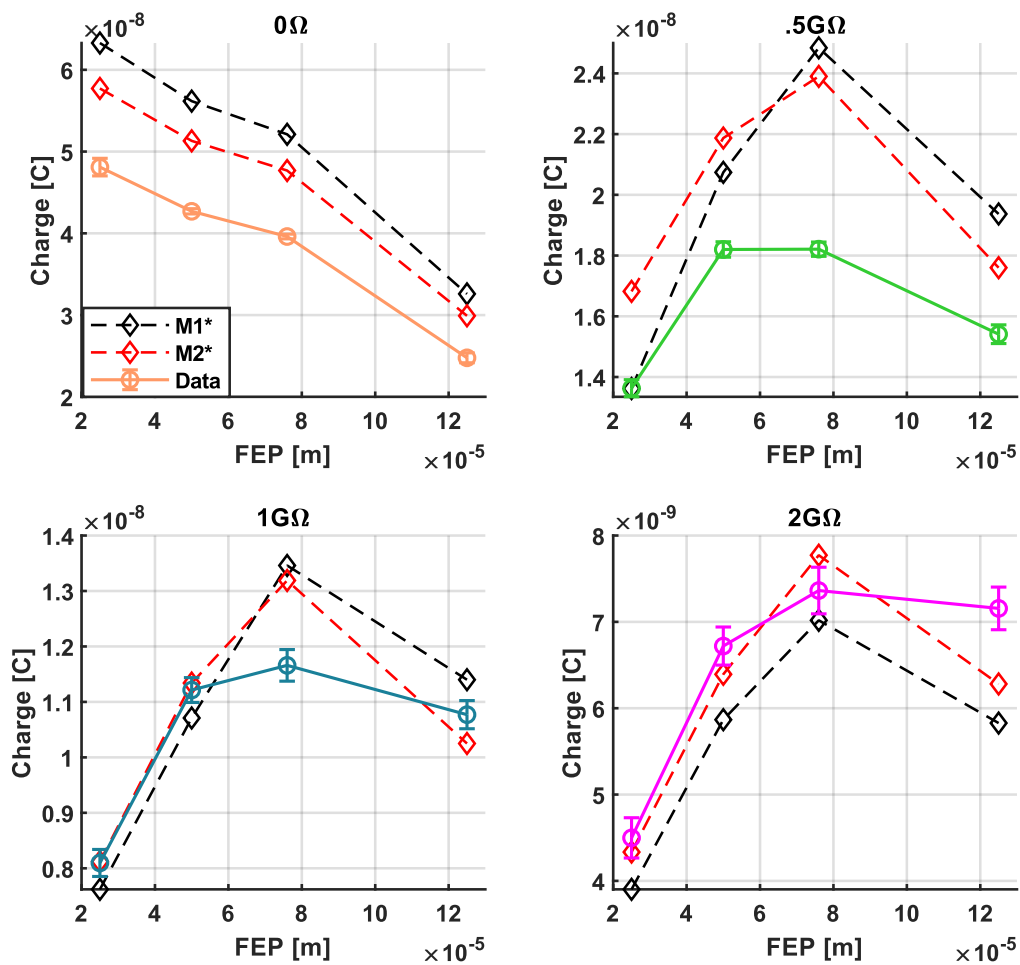 ×10⁻⁸
0Ω
6
5
4
3
2
Charge [C]
M1*
M2*
Data
2 4 6 8 10 12
FEP [m]
×10⁻⁵
×10⁻⁸
.5GΩ
2.4
2.2
2
1.8
1.6
1.4
Charge [C]
2 4 6 8 10 12
FEP [m]
×10⁻⁵
×10⁻⁸
1GΩ
1.4
1.3
1.2
1.1
1
0.9
0.8
Charge [C]
2 4 6 8 10 12
FEP [m]
×10⁻⁵
×10⁻⁹
2GΩ
8
7
6
5
4
Charge [C]
2 4 6 8 10 12
FEP [m]
×10⁻⁵